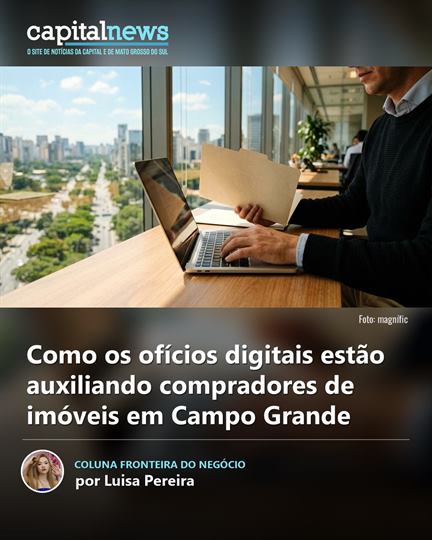 capitalnews
O SITE DE NOTÍCIAS DA CAPITAL E DE MATO GROSSO DO SUL
Foto: magnífic
Como os ofícios digitais estão
auxiliando compradores de
imóveis em Campo Grande
COLUNA FRONTEIRA DO NEGÓCIO
por Luisa Pereira